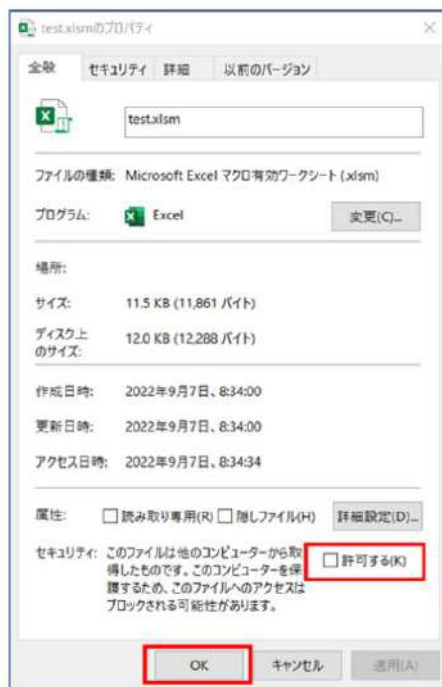 test.xlsmのプロパティ
全般 セキュリティ 詳細 以前のバージョン
test.xlsm
ファイルの種類: Microsoft Excel マクロ有効ワークシート (.xlsm)
プログラム: Excel 変更(C)...
場所:
サイズ: 11.5 KB (11,861 バイト)
ディスク上
のサイズ: 12.0 KB (12,288 バイト)
作成日時: 2022年9月7日、8:34:00
更新日時: 2022年9月7日、8:34:00
アクセス日時: 2022年9月7日、8:34:34
属性: 読み取り専用(R) 隠しファイル(H) 詳細設定(D)...
セキュリティ: このファイルは他のコンピューターから取
得したものです。このコンピューターを保
護するため、このファイルへのアクセスは
ブロックされる可能性があります。
許可する(K)
OK キャンセル 適用(A)